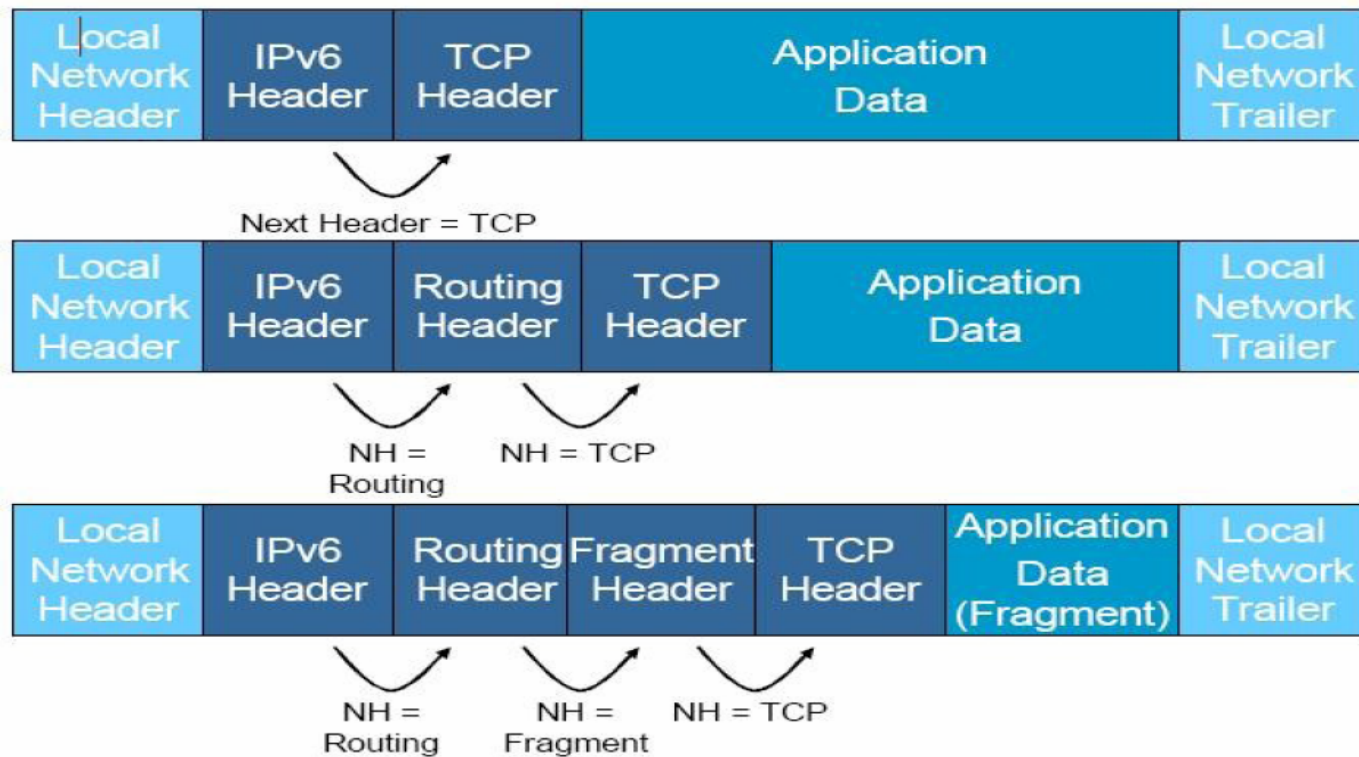 Local
Network
Header
IPv6
Header
TCP
Header
Application
Data
Local
Network
Trailer
Next Header = TCP
Local
Network
Header
IPv6
Header
Routing
Header
TCP
Header
Application
Data
Local
Network
Trailer
NH =
Routing
NH = TCP
Local
Network
Header
IPv6
Header
Routing
Header
Fragment
Header
TCP
Header
Application
Data
(Fragment)
Local
Network
Trailer
NH =
Routing
NH =
Fragment
NH = TCP